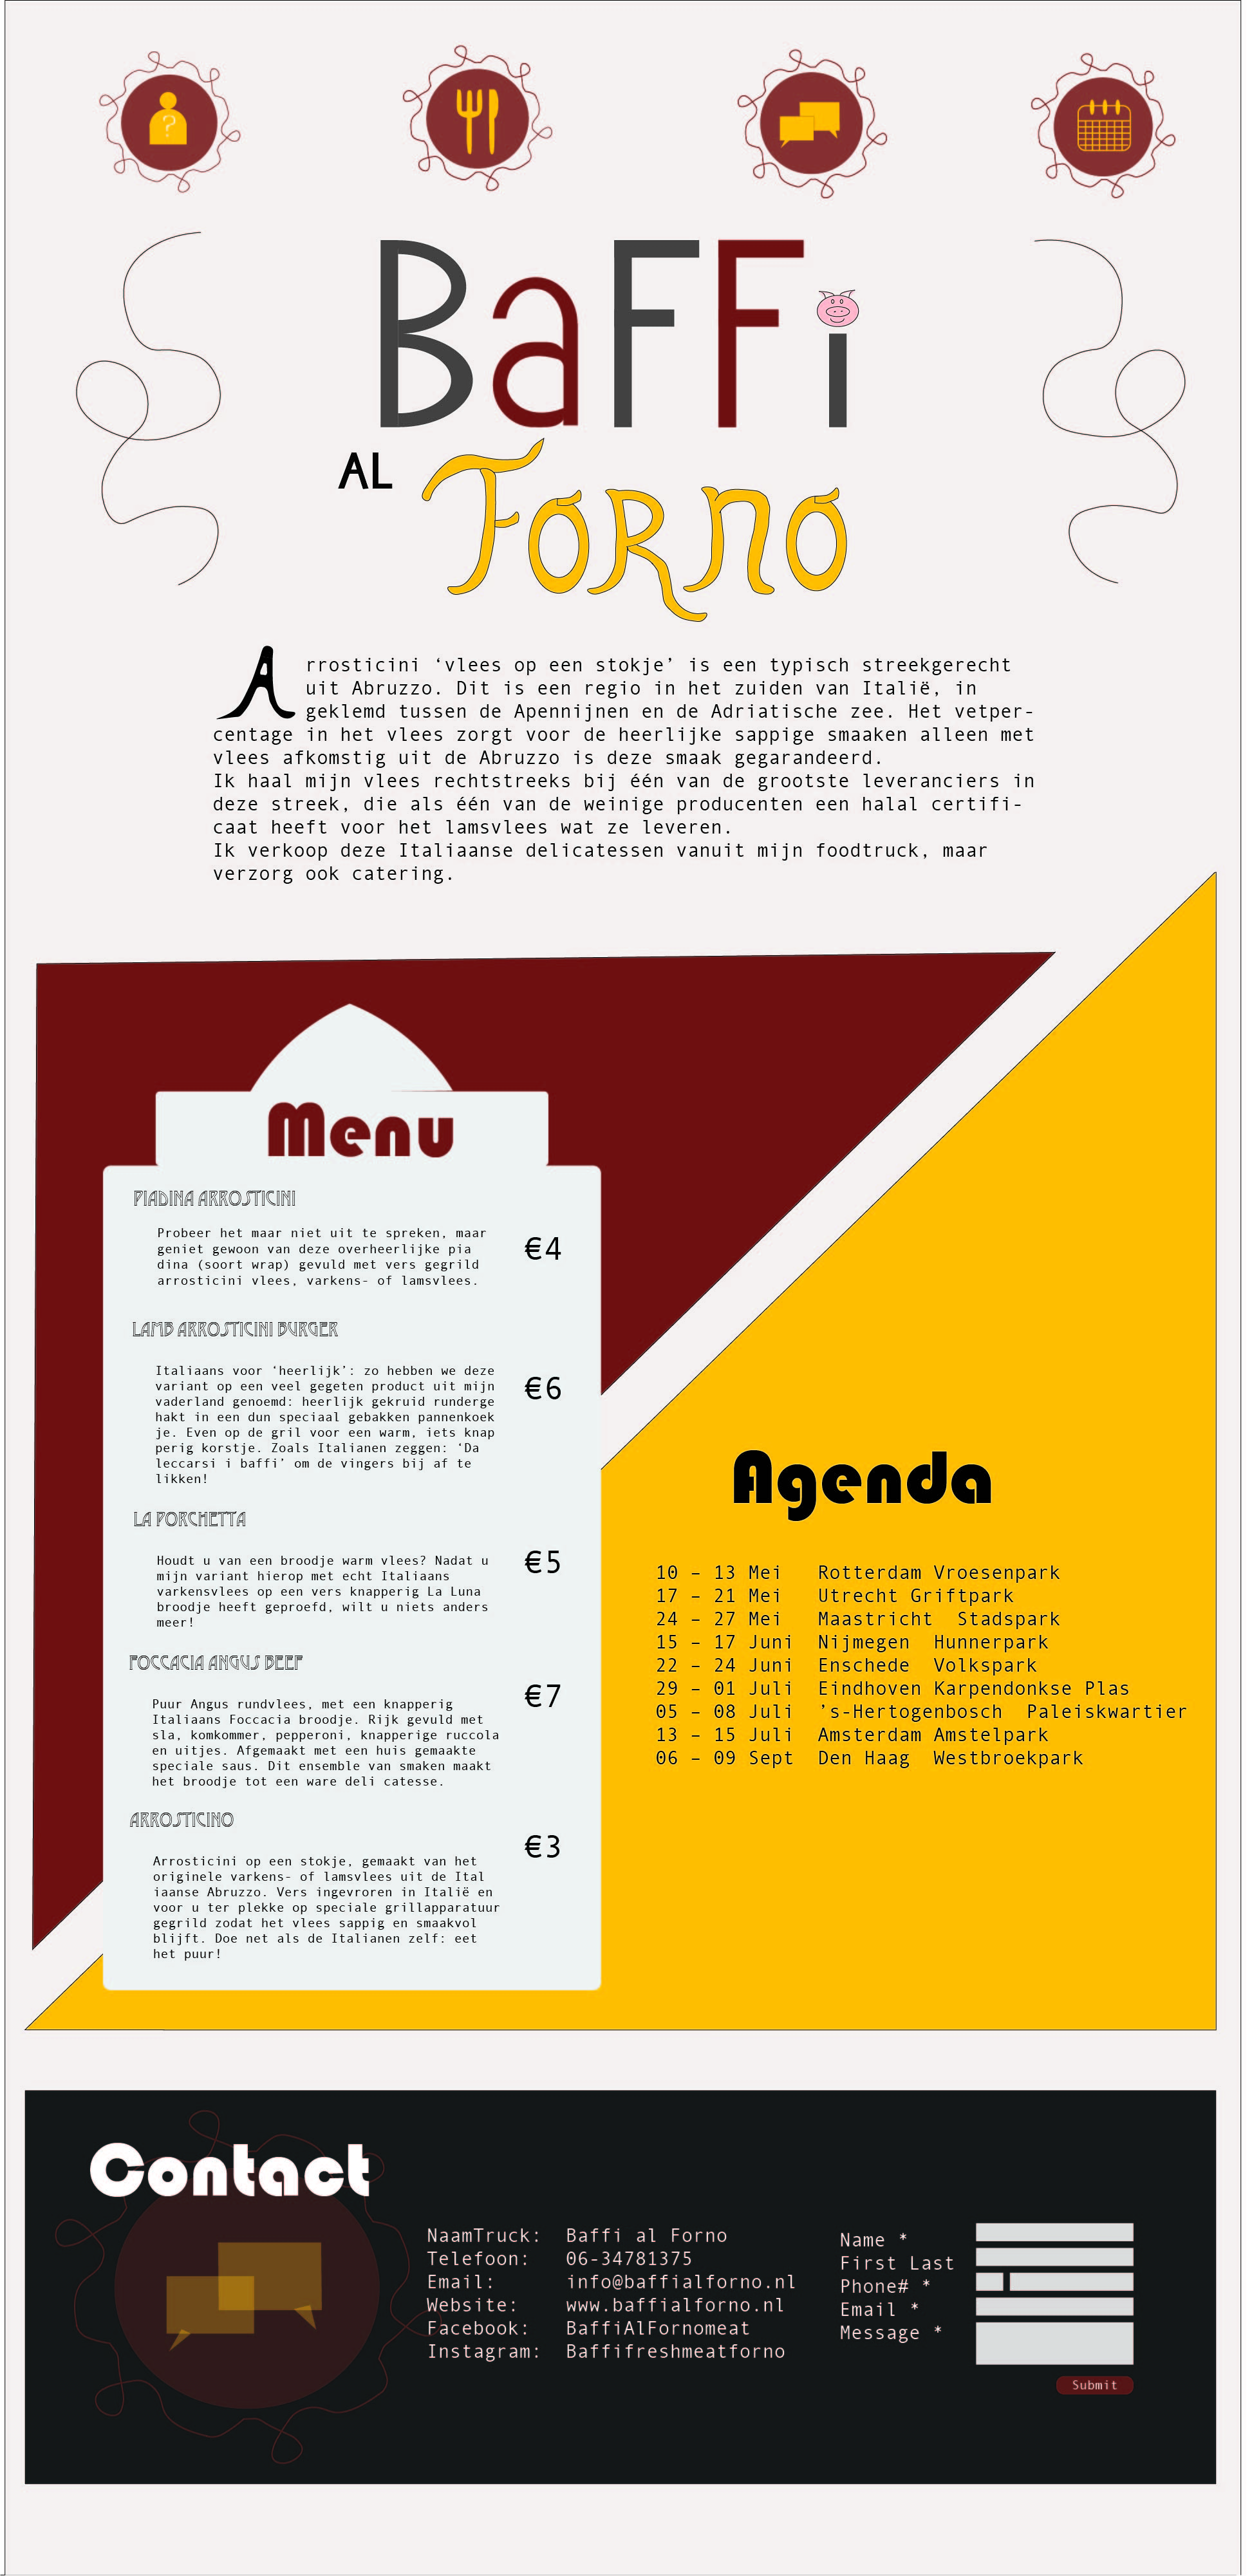 ?
BaFFi
AL Forno
Arrosticini ‘vlees op een stokje’ is een typisch streekgerecht
uit Abruzzo. Dit is een regio in het zuiden van Italië, in
geklemd tussen de Apennijnen en de Adriatische zee. Het vetper-
centage in het vlees zorgt voor de heerlijke sappige smaaken alleen met
vlees afkomstig uit de Abruzzo is deze smaak gegarandeerd.
Ik haal mijn vlees rechtstreeks bij één van de grootste leveranciers in
deze streek, die als één van de weinige producenten een halal certifi-
caat heeft voor het lamsvlees wat ze leveren.
Ik verkoop deze Italiaanse delicatessen vanuit mijn foodtruck, maar
verzorg ook catering.
Menu
PIADINA ARROSTICINI
Probeer het maar niet uit te spreken, maar
geniet gewoon van deze overheerlijke pia
dina (soort wrap) gevuld met vers gegrild
arrosticini vlees, varkens- of lamsvlees.
€4
LAMB ARROSTICINI BURGER
Italiaans voor ‘heerlijk’: zo hebben we deze
variant op een veel gegeten product uit mijn
vaderland genoemd: heerlijk gekruid runderge
hakt in een dun speciaal gebakken pannenkoek
je. Even op de gril voor een warm, iets knap
perig korstje. Zoals Italianen zeggen: ‘Da
leccarsi i baffi’ om de vingers bij af te
likken!
€6
LA PORCHETTA
Houdt u van een broodje warm vlees? Nadat u
mijn variant hierop met echt Italiaans
varkensvlees op een vers knapperig La Luna
broodje heeft geproefd, wilt u niets anders
meer!
€5
FOCCACIA ANGUS BEEF
Puur Angus rundvlees, met een knapperig
Italiaans Foccacia broodje. Rijk gevuld met
sla, komkommer, pepperoni, knapperige ruccola
en uitjes. Afgemaakt met een huis gemaakte
speciale saus. Dit ensemble van smaken maakt
het broodje tot een ware deli catesse.
€7
ARROSTICINO
Arrosticini op een stokje, gemaakt van het
originele varkens- of lamsvlees uit de Ital
iaanse Abruzzo. Vers ingevroren in Italië en
voor u ter plekke op speciale grillapparatuur
gegrild zodat het vlees sappig en smaakvol
blijft. Doe net als de Italianen zelf: eet
het puur!
€3
Agenda
10 – 13 Mei Rotterdam Vroesenpark
17 – 21 Mei Utrecht Griftpark
24 – 27 Mei Maastricht Stadspark
15 – 17 Juni Nijmegen Hunnerpark
22 – 24 Juni Enschede Volkspark
29 – 01 Juli Eindhoven Karpendonkse Plas
05 – 08 Juli ’s-Hertogenbosch Paleiskwartier
13 – 15 Juli Amsterdam Amstelpark
06 – 09 Sept Den Haag Westbroekpark
Contact
NaamTruck: Baffi al Forno
Telefoon: 06-34781375
Email: info@baffialforno.nl
Website: www.baffialforno.nl
Facebook: BaffiAlFornomeat
Instagram: Baffifreshmeatforno
Name *
First Last
Phone# *
Email *
Message *
Submit